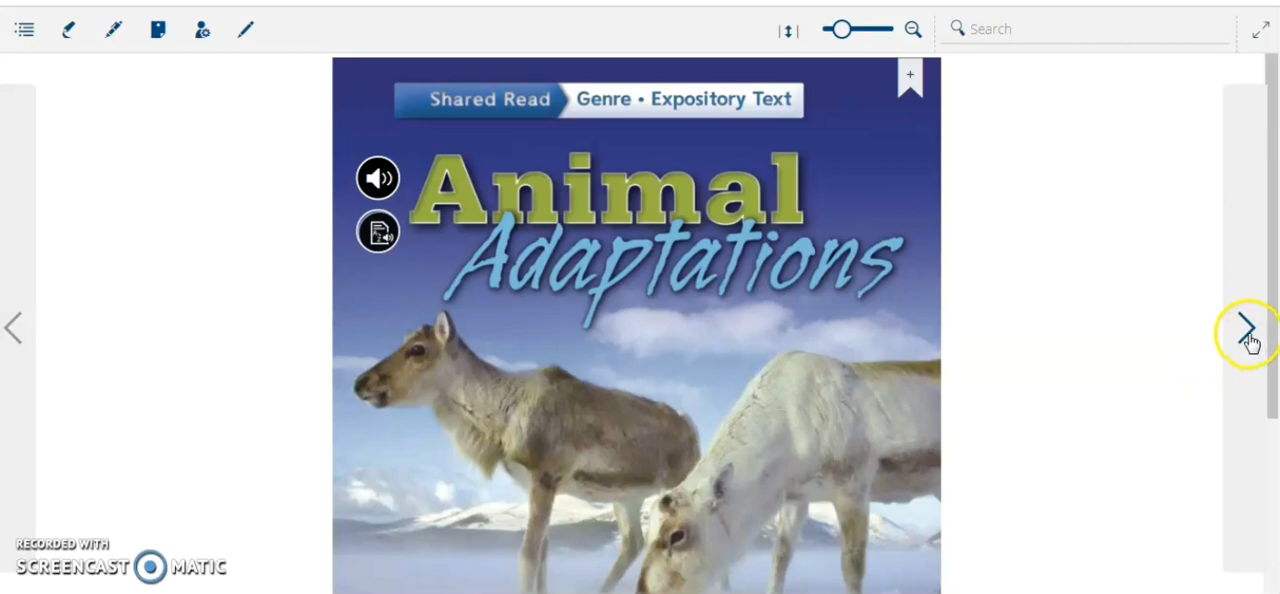 Search
+
Shared Read Genre • Expository Text
Animal
Adaptations
RECORDED WITH
SCREENCAST MATIC